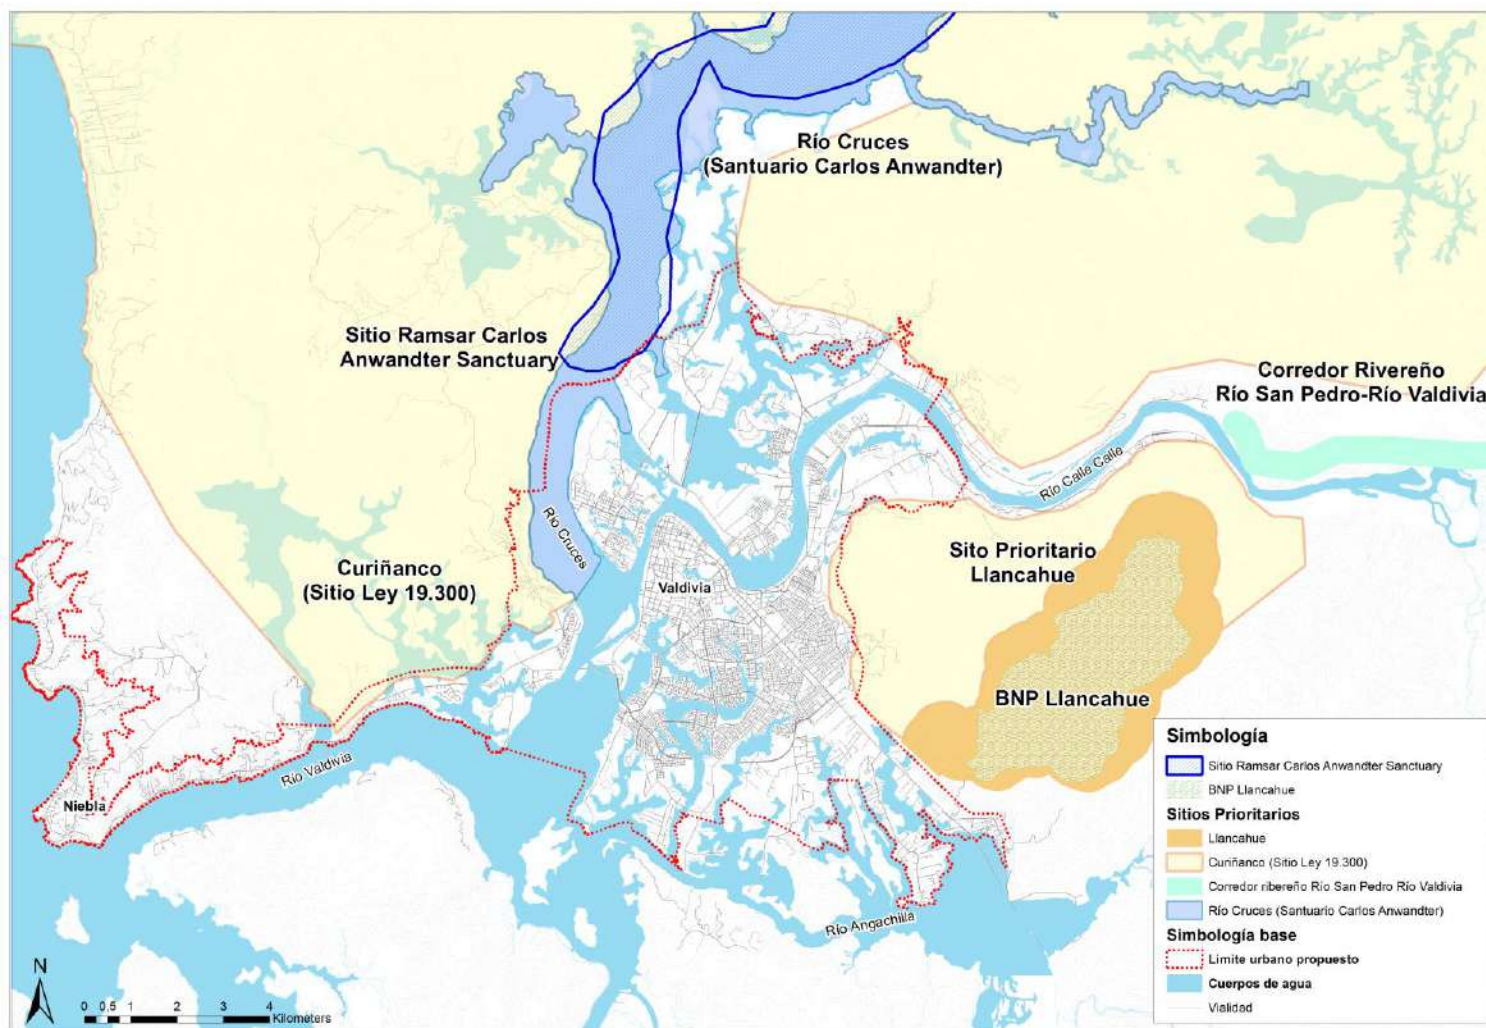 Río Cruces
(Santuario Carlos Anwandter)
Sitio Ramsar Carlos
Anwandter Sanctuary
Corredor Rivereño
Río San Pedro-Río Valdivia
Río Calle Calle
Río Cruces
Sito Prioritario
Llancahue
Curiñanco
(Sitio Ley 19.300)
Valdivia
BNP Llancahue
Río Valdivia
Niebla
Río Angachilla
N
0 0,5 1 2 3 4
Kilómeters
Simbología
Sitio Ramsar Carlos Anwandter Sanctuary
BNP Llancahue
Sitios Prioritarios
Llancahue
Curiñanco (Sitio Ley 19.300)
Corredor ribereño Río San Pedro Río Valdivia
Río Cruces (Santuario Carlos Anwandter)
Simbología base
Limite urbano propuesto
Cuerpos de agua
Vialidad